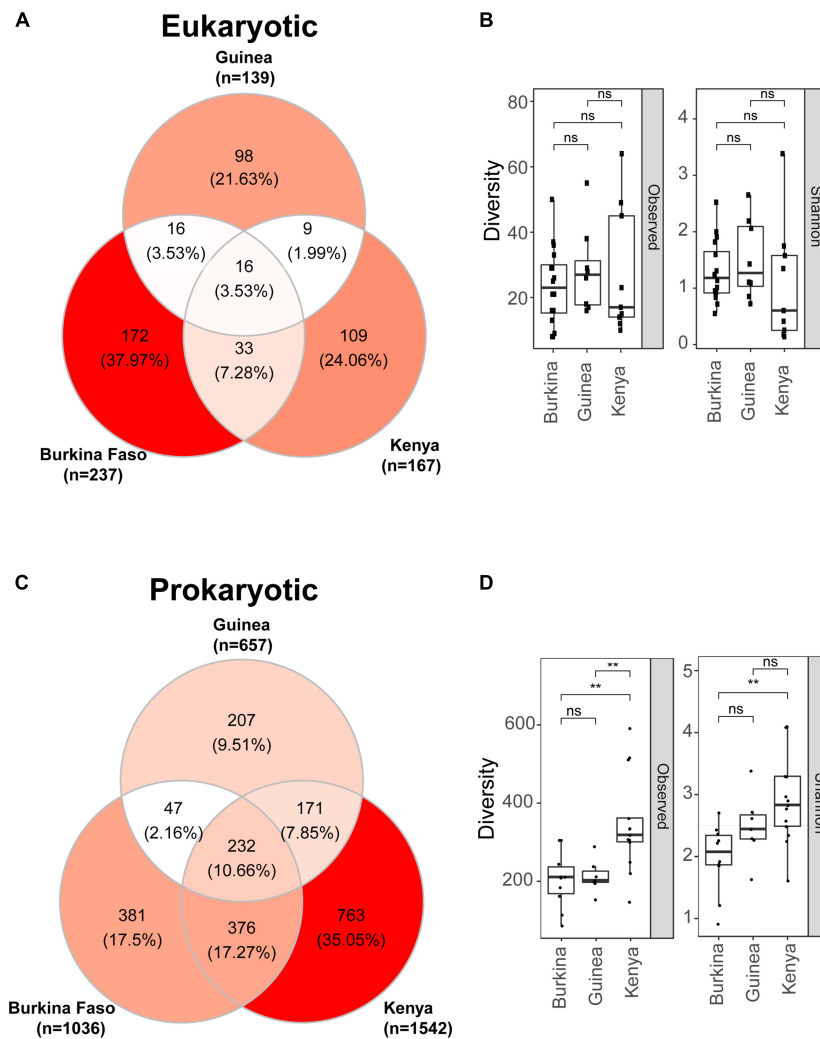 A
Eukaryotic
Guinea
(n=139)
98
(21.63%)
16
(3.53%)
9
(1.99%)
16
(3.53%)
172
(37.97%)
33
(7.28%)
109
(24.06%)
Burkina Faso
(n=237)
Kenya
(n=167)
B
Diversity
80
60
40
20
ns
ns
ns
Observed
Burkina
Guinea
Kenya
4
3
2
1
0
ns
ns
ns
Shannon
Burkina
Guinea
Kenya
C
Prokaryotic
Guinea
(n=657)
207
(9.51%)
47
(2.16%)
171
(7.85%)
232
(10.66%)
381
(17.5%)
376
(17.27%)
763
(35.05%)
Burkina Faso
(n=1036)
Kenya
(n=1542)
D
Diversity
600
400
200
**
**
ns
Observed
Burkina
Guinea
Kenya
5
4
3
2
1
ns
**
ns
Shannon
Burkina
Guinea
Kenya